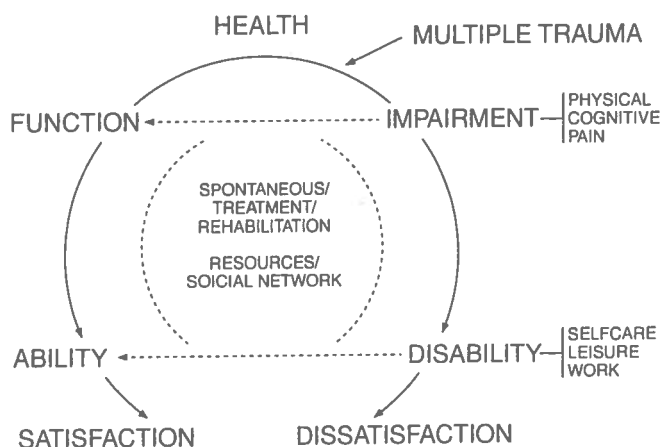 HEALTH
MULTIPLE TRAUMA
FUNCTION
IMPAIRMENT
PHYSICAL
COGNITIVE
PAIN
SPONTANEOUS/
TREATMENT/
REHABILITATION
RESOURCES/
SOICIAL NETWORK
ABILITY
DISABILITY
SELFCARE
LEISURE
WORK
SATISFACTION
DISSATISFACTION